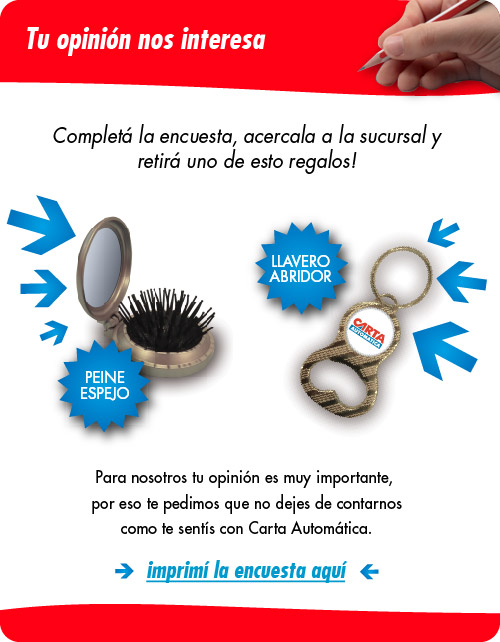 Tu opinión nos interesa
Completá la encuesta, acercala a la sucursal y
retirá uno de esto regalos!
LLAVERO
ABRIDOR
CARTA
AUTOMÁTICA
PEINE
ESPEJO
Para nosotros tu opinión es muy importante,
por eso te pedimos que no dejes de contarnos
como te sentís con Carta Automática.
imprimí la encuesta aquí